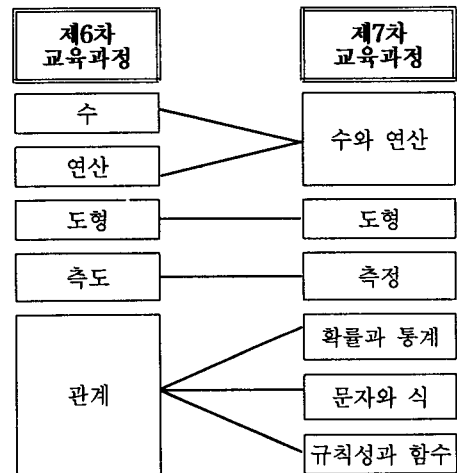 제6차
교육과정
제7차
교육과정
수
연산
수와 연산
도형
도형
측도
측정
관계
확률과 통계
문자와 식
규칙성과 함수